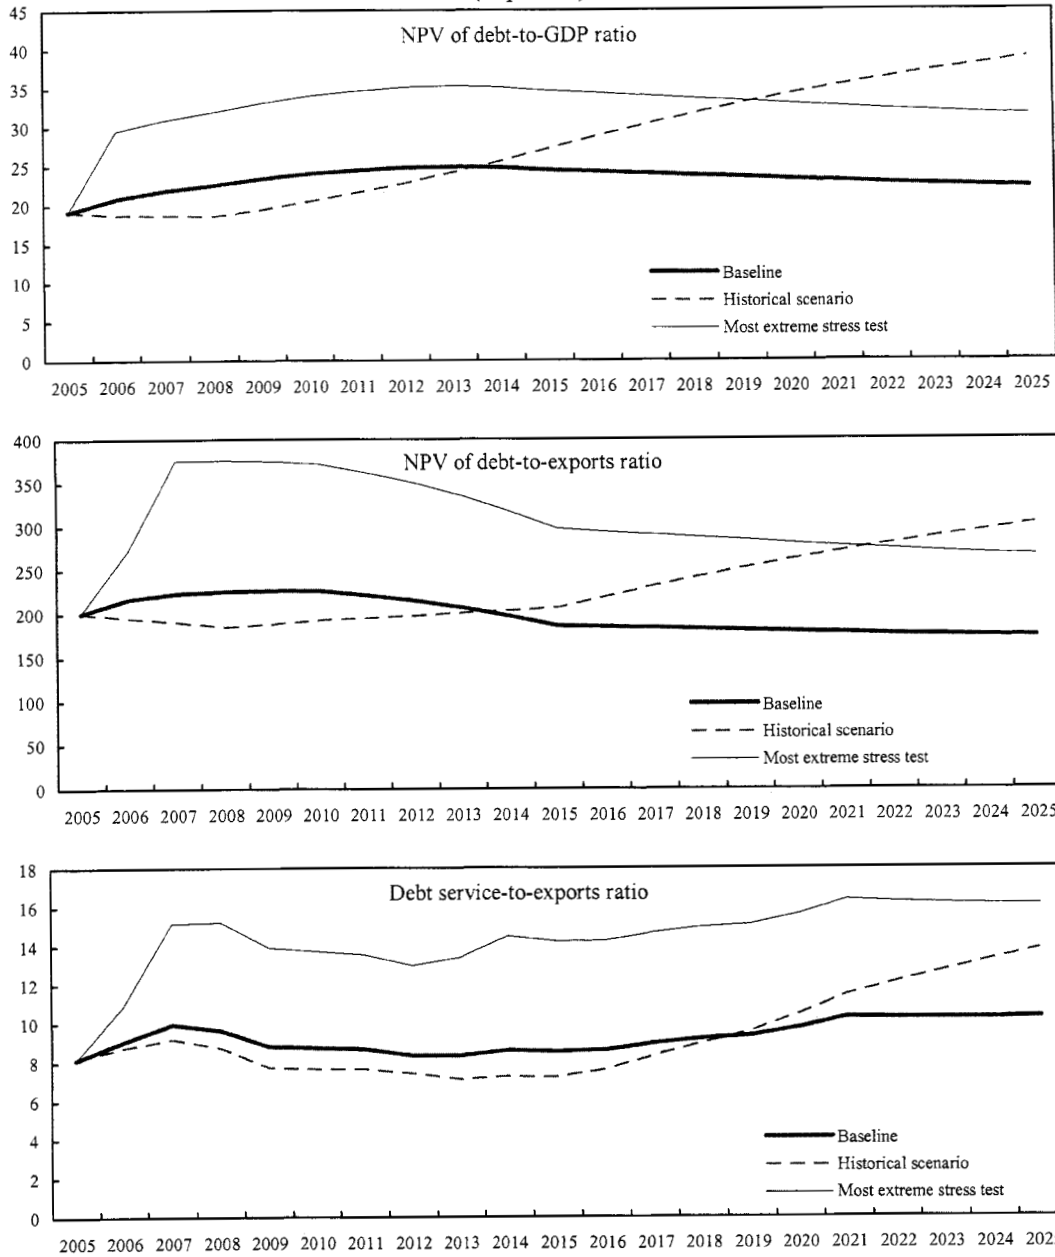 45
NPV of debt-to-GDP ratio
40
35
30
25
20
15
10
5
0
Baseline
Historical scenario
Most extreme stress test
2005 2006 2007 2008 2009 2010 2011 2012 2013 2014 2015 2016 2017 2018 2019 2020 2021 2022 2023 2024 2025
400
NPV of debt-to-exports ratio
350
300
250
200
150
100
50
0
Baseline
Historical scenario
Most extreme stress test
2005 2006 2007 2008 2009 2010 2011 2012 2013 2014 2015 2016 2017 2018 2019 2020 2021 2022 2023 2024 2025
18
Debt service-to-exports ratio
16
14
12
10
8
6
4
2
0
Baseline
Historical scenario
Most extreme stress test
2005 2006 2007 2008 2009 2010 2011 2012 2013 2014 2015 2016 2017 2018 2019 2020 2021 2022 2023 2024 202